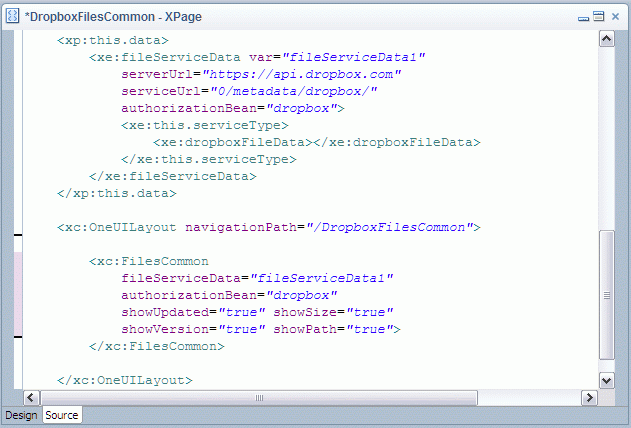 *DropboxFilesCommon - XPage
<xp:this.data>
<xe:fileServiceData var="fileServiceData1"
serverUrl="https://api.dropbox.com"
serviceUrl="0/metadata/dropbox/"
authorizationBean="dropbox">
<xe:this.serviceType>
<xe:dropboxFileData></xe:dropboxFileData>
</xe:this.serviceType>
</xe:fileServiceData>
</xp:this.data>
<xc:OneUILayout navigationPath="/DropboxFilesCommon">
<xc:FilesCommon
fileServiceData="fileServiceData1"
authorizationBean="dropbox"
showUpdated="true" showSize="true"
showVersion="true" showPath="true">
</xc:FilesCommon>
</xc:OneUILayout>
Design Source